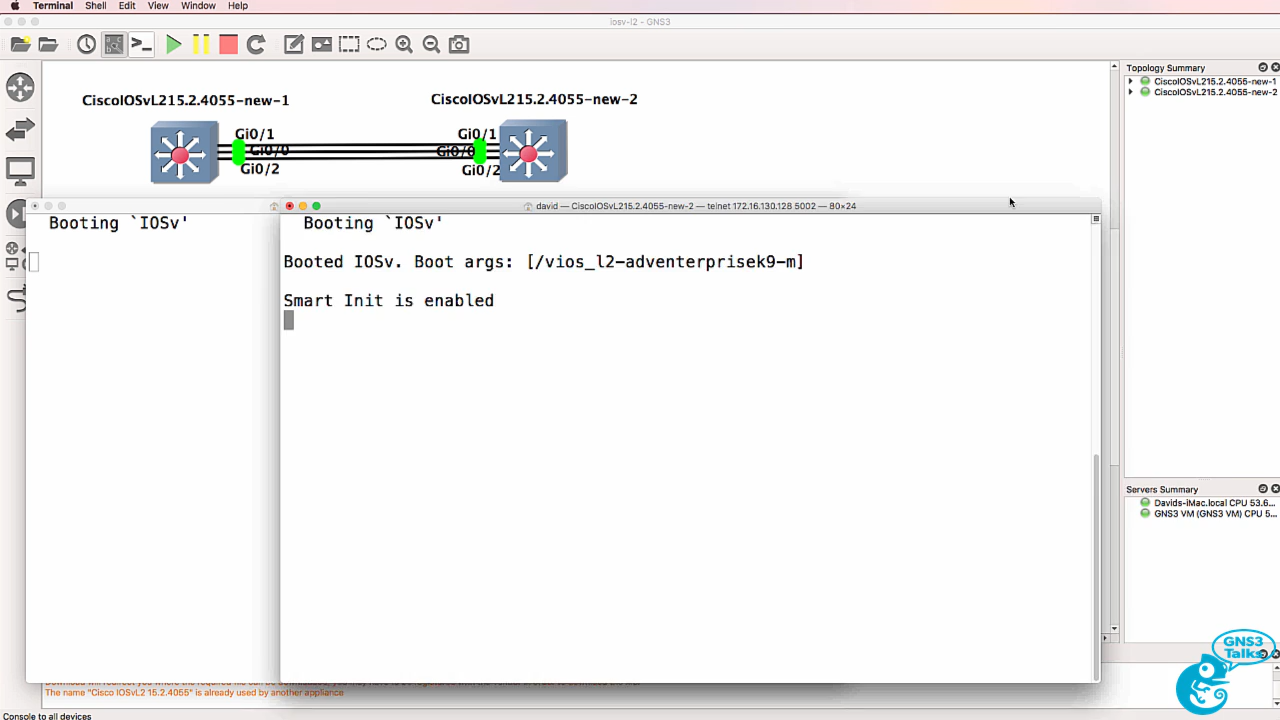 Terminal Shell Edit View Window Help
iosv-l2 - GNS3
Topology Summary
CiscoIOSvL215.2.4055-new-1
CiscoIOSvL215.2.4055-new-2
CiscoIOSvL215.2.4055-new-1
CiscoIOSvL215.2.4055-new-2
Gi0/1
Gi0/0
Gi0/2
Gi0/1
Gi0/0
Gi0/2
david — CiscoIOSvL215.2.4055-new-2 — telnet 172.16.130.128 5002 — 80×24
Booting `IOSv'
Booting `IOSv'
Booted IOSv. Boot args: [/vios_l2-adventerprisek9-m]
Smart Init is enabled
Servers Summary
Davids-iMac.local CPU 53.6...
GNS3 VM (GNS3 VM) CPU 5...
GNS3
Talks
The name "Cisco IOSvL2 15.2.4055" is already used by another appliance
Console to all devices